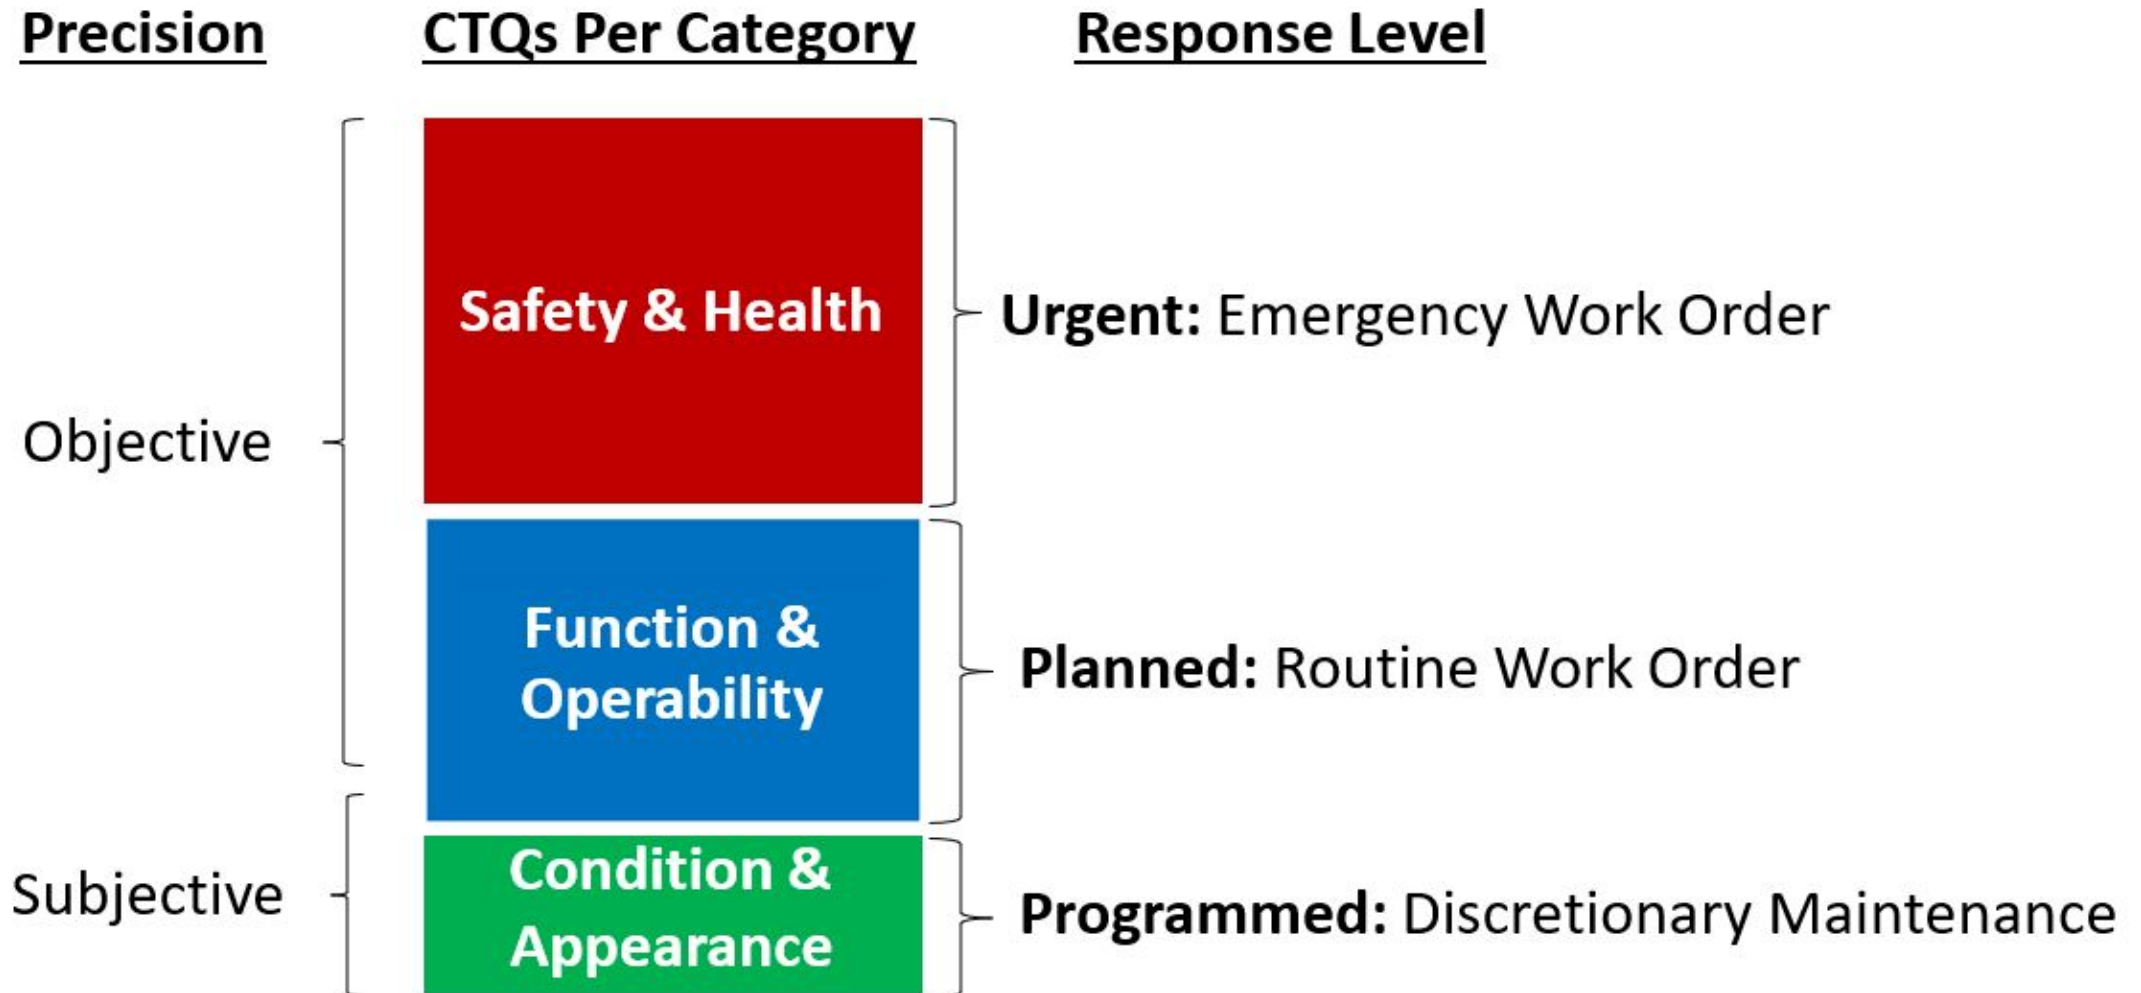 Precision
CTQs Per Category
Response Level
Objective
Safety & Health
Urgent: Emergency Work Order
Function &
Operability
Planned: Routine Work Order
Subjective
Condition &
Appearance
Programmed: Discretionary Maintenance